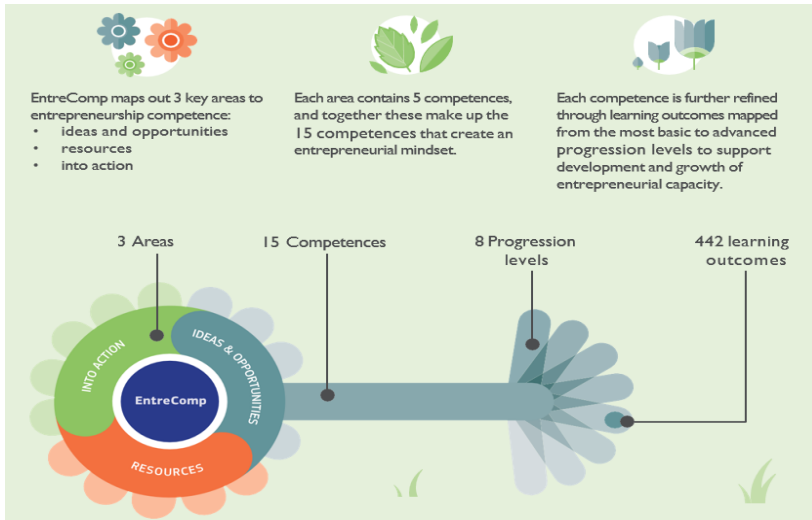 EntreComp maps out 3 key areas to
entrepreneurship competence:
• ideas and opportunities
• resources
• into action
Each area contains 5 competences,
and together these make up the
15 competences that create an
entrepreneurial mindset.
Each competence is further refined
through learning outcomes mapped
from the most basic to advanced
progression levels to support
development and growth of
entrepreneurial capacity.
3 Areas
15 Competences
8 Progression
levels
442 learning
outcomes
INTO ACTION
IDEAS & OPPORTUNITIES
EntreComp
RESOURCES